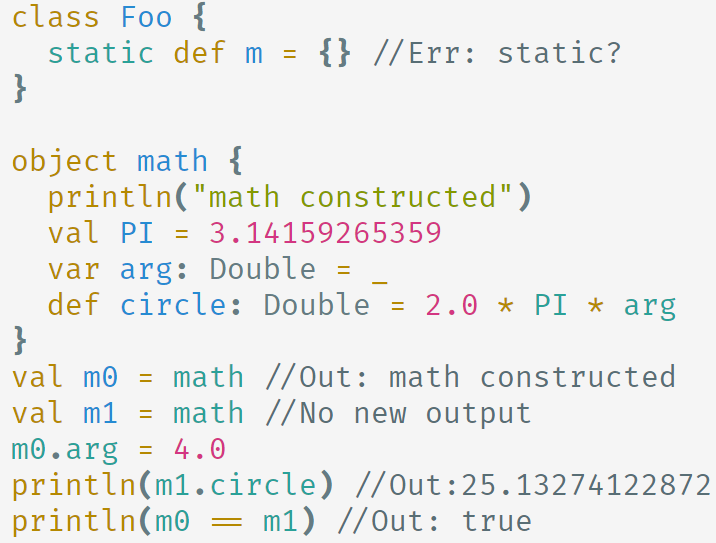 class Foo {
  static def m = {} //Err: static?
}

object math {
  println("math constructed")
  val PI = 3.14159265359
  var arg: Double = _
  def circle: Double = 2.0 * PI * arg
}
val m0 = math //Out: math constructed
val m1 = math //No new output
m0.arg = 4.0
println(m1.circle) //Out:25.13274122872
println(m0 == m1) //Out: true